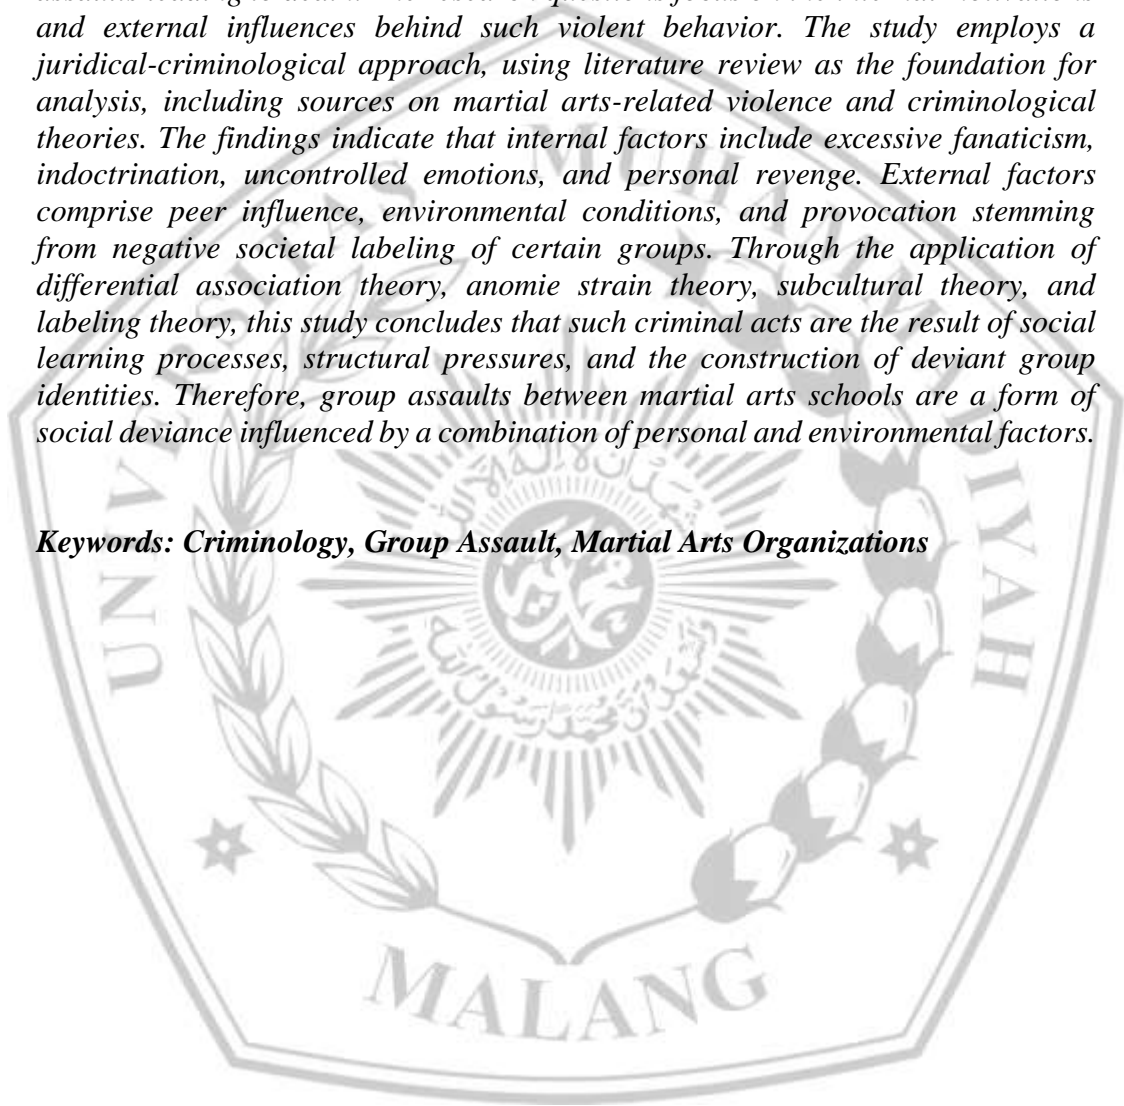 and external influences behind such violent behavior. The study employs a
juridical-criminological approach, using literature review as the foundation for
analysis, including sources on martial arts-related violence and criminological
theories. The findings indicate that internal factors include excessive fanaticism,
indoctrination, uncontrolled emotions, and personal revenge. External factors
comprise peer influence, environmental conditions, and provocation stemming
from negative societal labeling of certain groups. Through the application of
differential association theory, anomie strain theory, subcultural theory, and
labeling theory, this study concludes that such criminal acts are the result of social
learning processes, structural pressures, and the construction of deviant group
identities. Therefore, group assaults between martial arts schools are a form of
social deviance influenced by a combination of personal and environmental factors.
Keywords: Criminology, Group Assault, Martial Arts Organizations
UNIVERSITAS MUHAMMADIYAH
MALANG